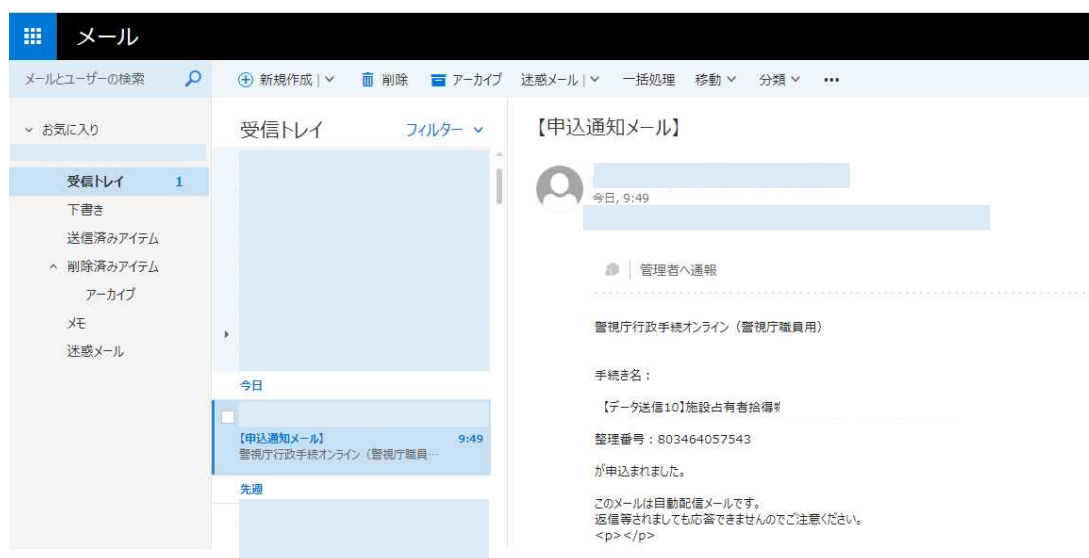 メール
メールとユーザーの検索
新規作成 | 削除 アーカイブ 迷惑メール | 一括処理 移動 分類 •••
お気に入り
受信トレイ 1
下書き
送信済みアイテム
削除済みアイテム
アーカイブ
メモ
迷惑メール
受信トレイ フィルター
今日
【申込通知メール】 9:49
警視庁行政手続オンライン（警視庁職員…
先週
【申込通知メール】
今日, 9:49
管理者へ通報
警視庁行政手続オンライン（警視庁職員用）
手続き名：
【データ送信10】施設占有者拾得
整理番号：803464057543
が申込まれました。
このメールは自動配信メールです。
返信等されましても応答できませんのでご注意ください。
<p></p>